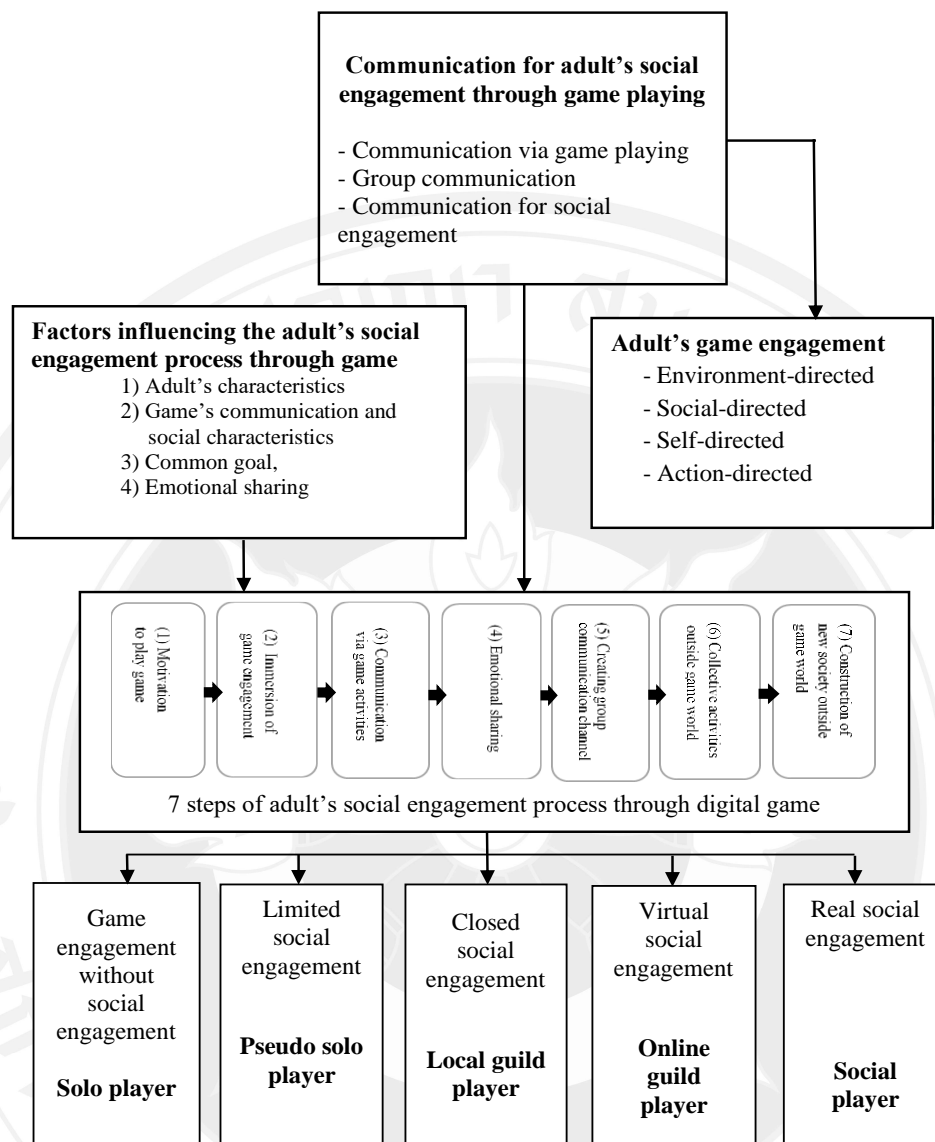 Communication for adult’s social
engagement through game playing
- Communication via game playing
- Group communication
- Communication for social
engagement
Factors influencing the adult’s social
engagement process through game
1) Adult’s characteristics
2) Game’s communication and
social characteristics
3) Common goal,
4) Emotional sharing
Adult’s game engagement
- Environment-directed
- Social-directed
- Self-directed
- Action-directed
(1) Motivation
to play game
(2) Immersion of
game engagement
(3) Communication
via game activities
(4) Emotional sharing
(5) Creating group
communication channel
(6) Collective activities
outside game world
(7) Construction of
new society outside
game world
7 steps of adult’s social engagement process through digital game
Game
engagement
without
social
engagement
Solo player
Limited
social
engagement
Pseudo solo
player
Closed
social
engagement
Local guild
player
Virtual
social
engagement
Online
guild
player
Real social
engagement
Social
player